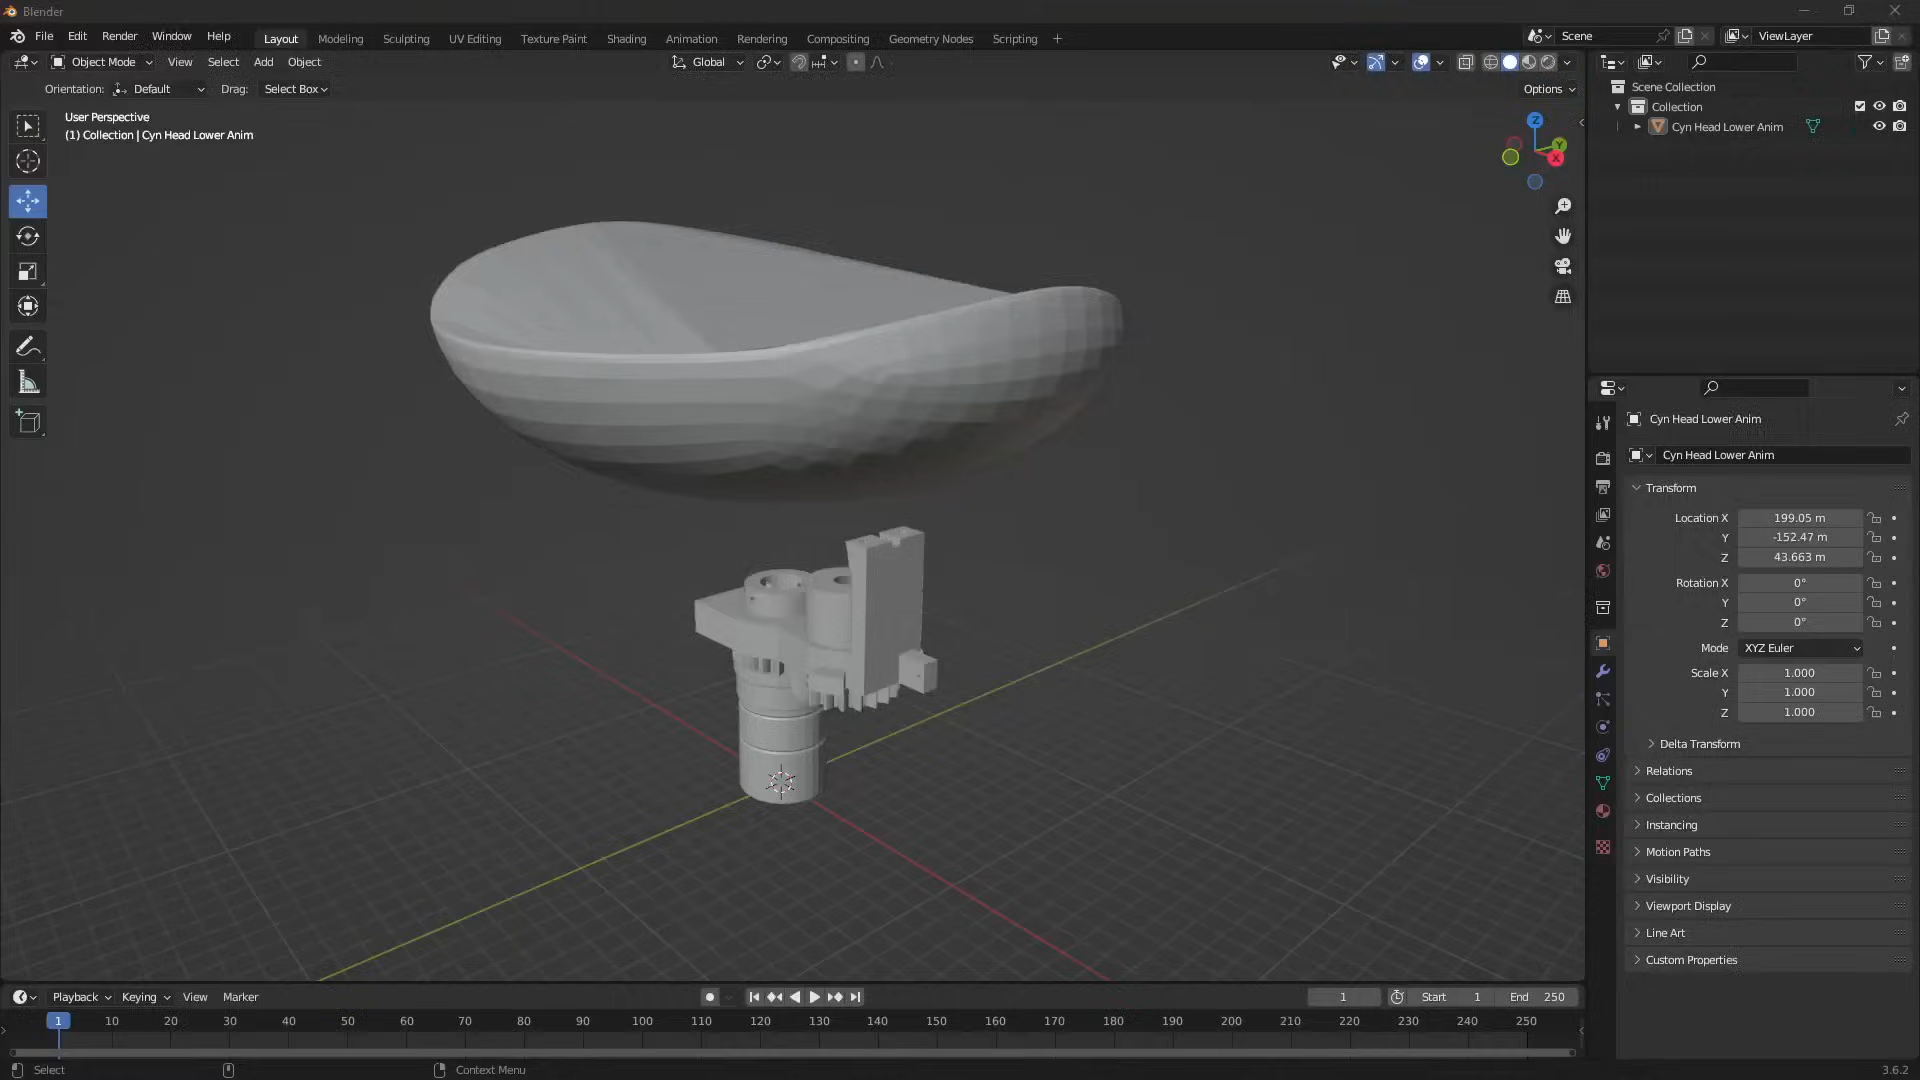 Blender
File Edit Render Window Help
Layout Modeling Sculpting UV Editing Texture Paint Shading Animation Rendering Compositing Geometry Nodes Scripting +
Scene
ViewLayer
Object Mode View Select Add Object
Global
Orientation: Default Drag: Select Box
Options
User Perspective
(1) Collection | Cyn Head Lower Anim
Z
Y
X
Scene Collection
Collection
Cyn Head Lower Anim
Cyn Head Lower Anim
Cyn Head Lower Anim
Transform
Location X 199.05 m
Y -152.47 m
Z 43.663 m
Rotation X 0°
Y 0°
Z 0°
Mode XYZ Euler
Scale X 1.000
Y 1.000
Z 1.000
Delta Transform
Relations
Collections
Instancing
Motion Paths
Visibility
Viewport Display
Line Art
Custom Properties
Playback Keying View Marker
1 Start 1 End 250
1 10 20 30 40 50 60 70 80 90 100 110 120 130 140 150 160 170 180 190 200 210 220 230 240 250
Select
Context Menu
3.6.2